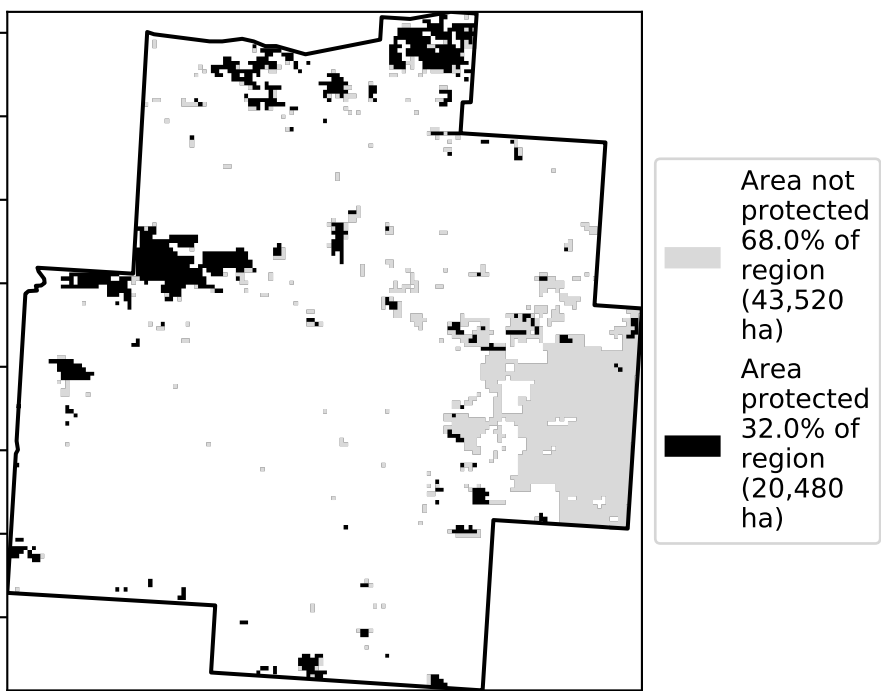 Area not
protected
68.0% of
region
(43,520
ha)
Area
protected
32.0% of
region
(20,480
ha)